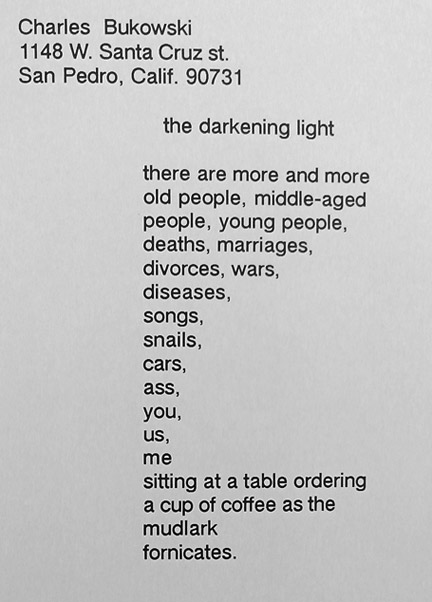 Charles Bukowski
1148 W. Santa Cruz st.
San Pedro, Calif. 90731
the darkening light
there are more and more
old people, middle-aged
people, young people,
deaths, marriages,
divorces, wars,
diseases,
songs,
snails,
cars,
ass,
you,
us,
me
sitting at a table ordering
a cup of coffee as the
mudlark
fornicates.